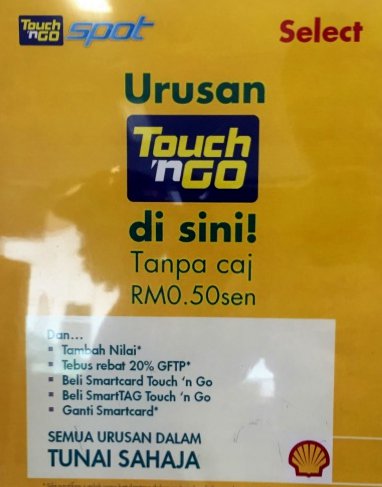 Touch 'n GO spot Select
Urusan
Touch
'n GO
di sini!
Tanpa caj
RM0.50sen
Dan...
▪ Tambah Nilai*
▪ Tebus rebat 20% GFTP*
▪ Beli Smartcard Touch 'n Go
▪ Beli SmartTAG Touch 'n Go
▪ Ganti Smartcard*
SEMUA URUSAN DALAM
TUNAI SAHAJA